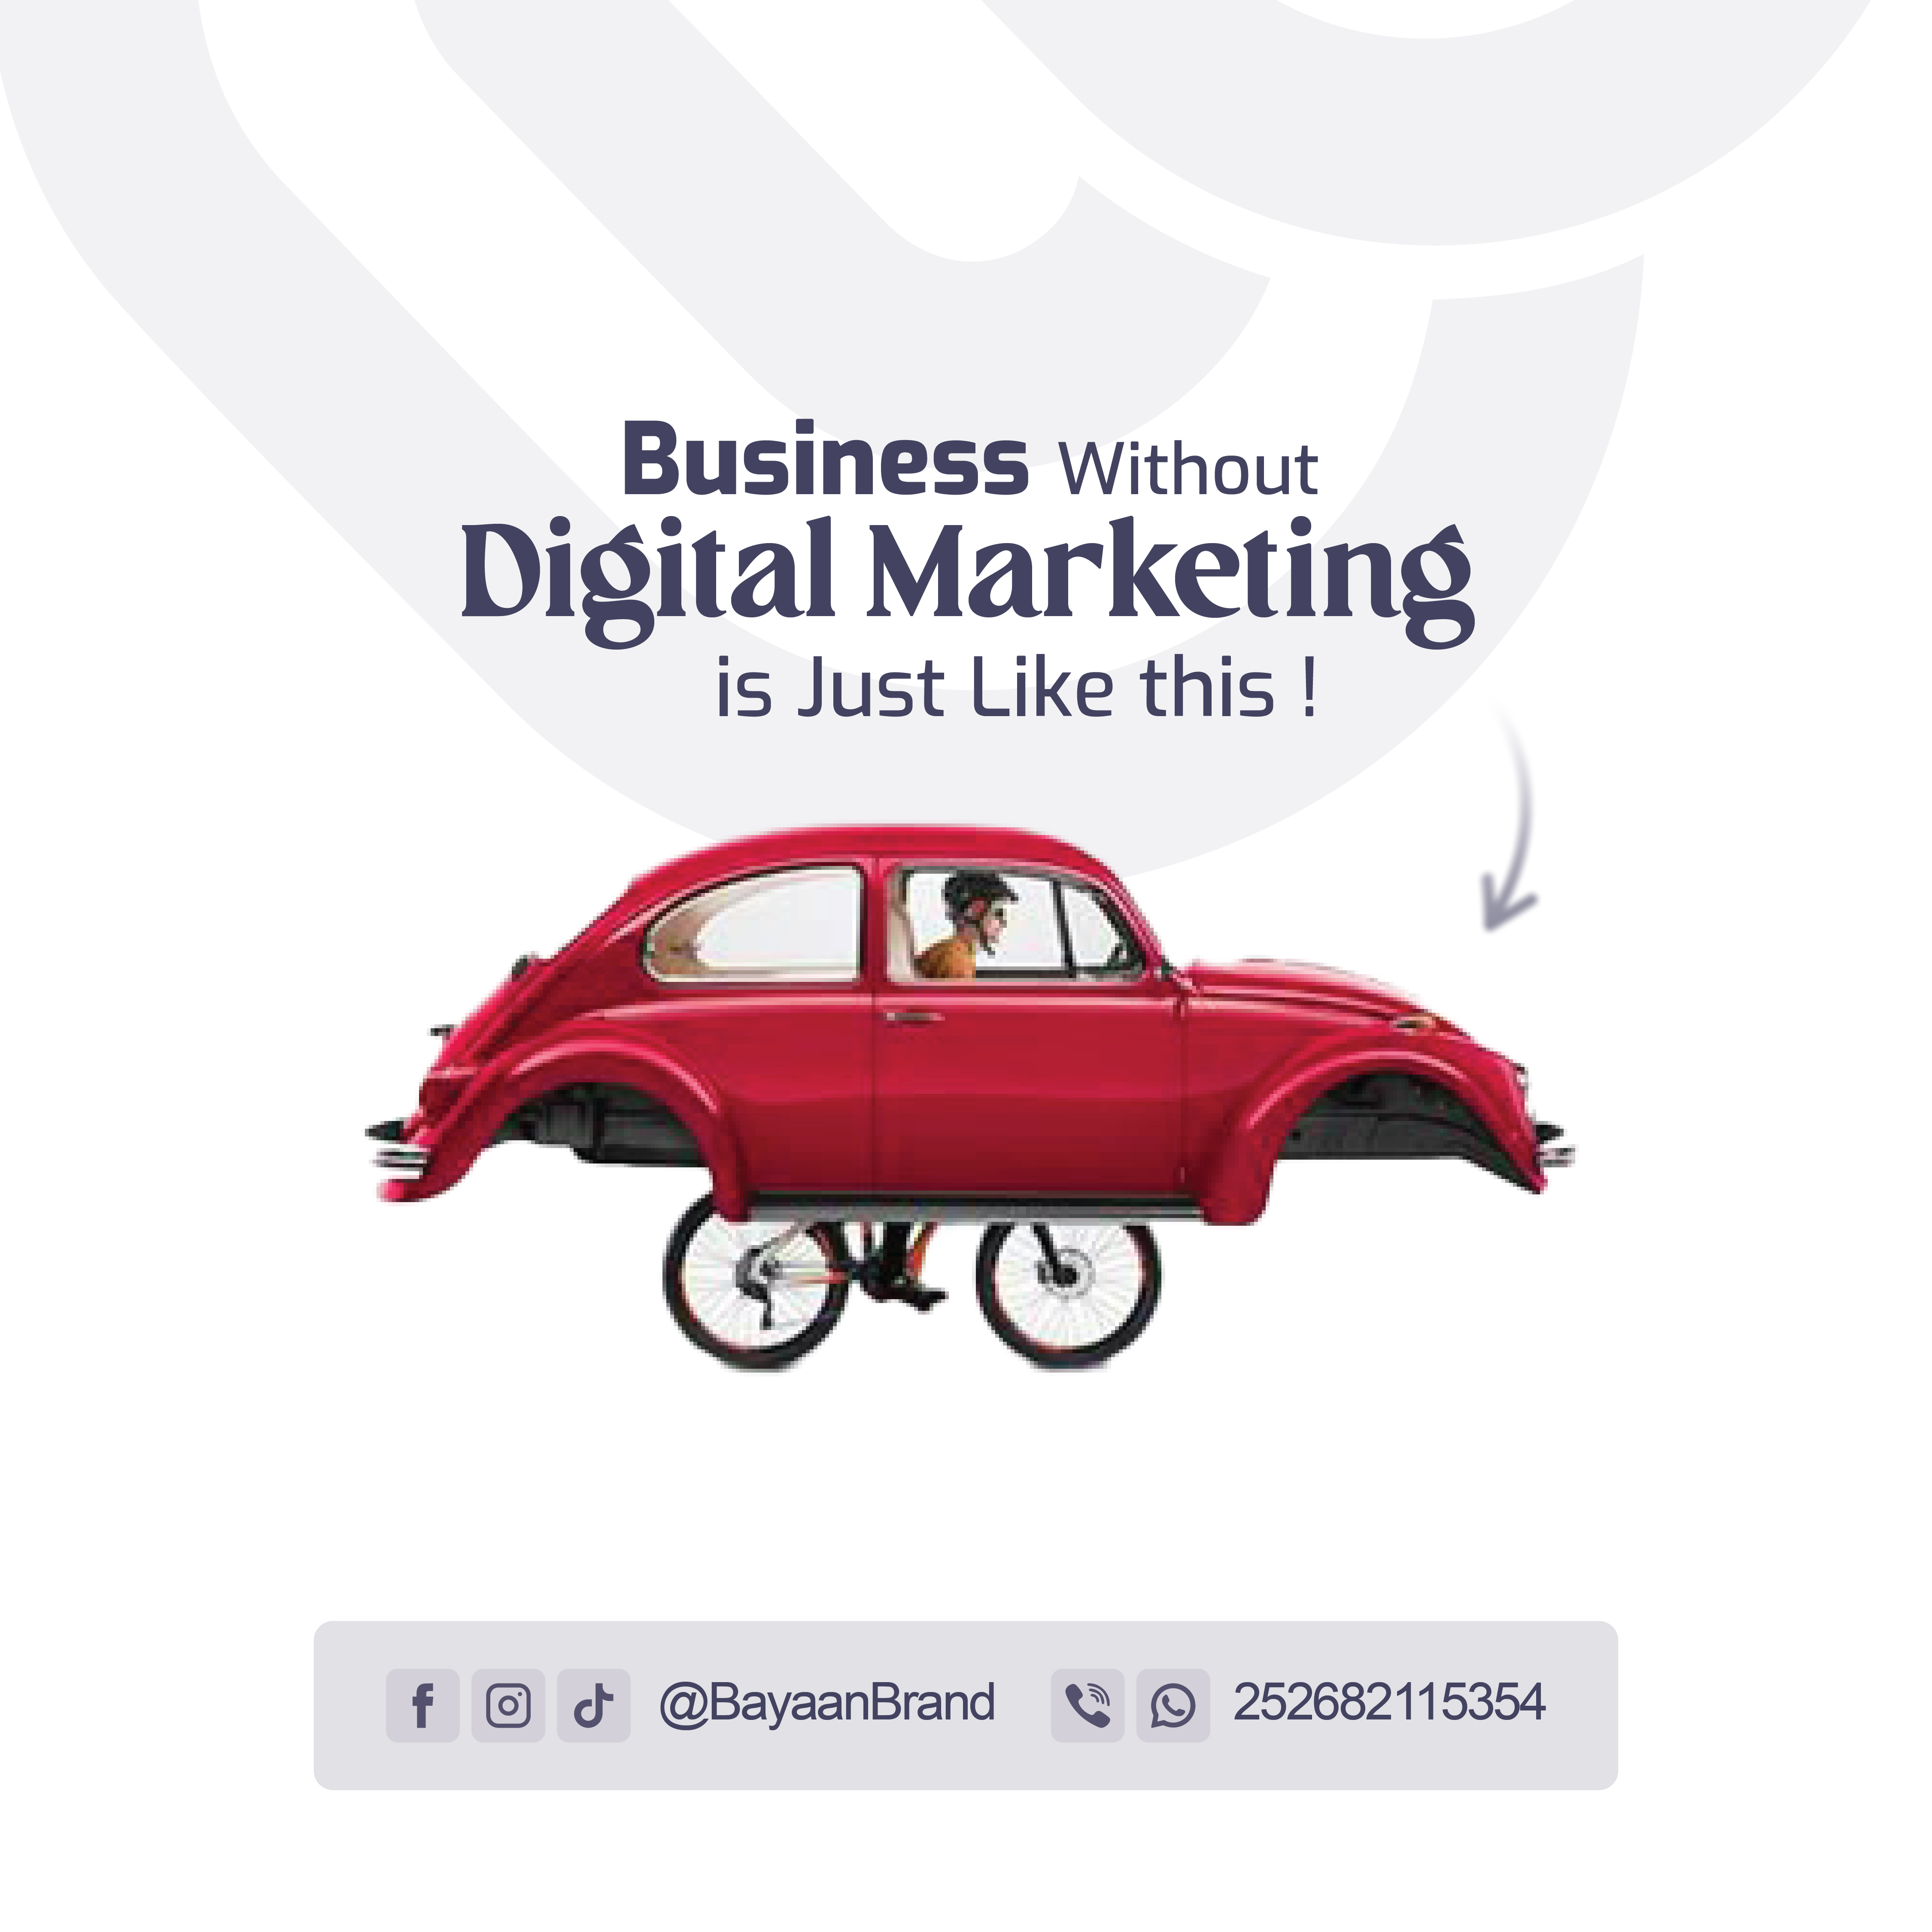 Business Without
Digital Marketing
is Just Like this !
@BayaanBrand 252682115354